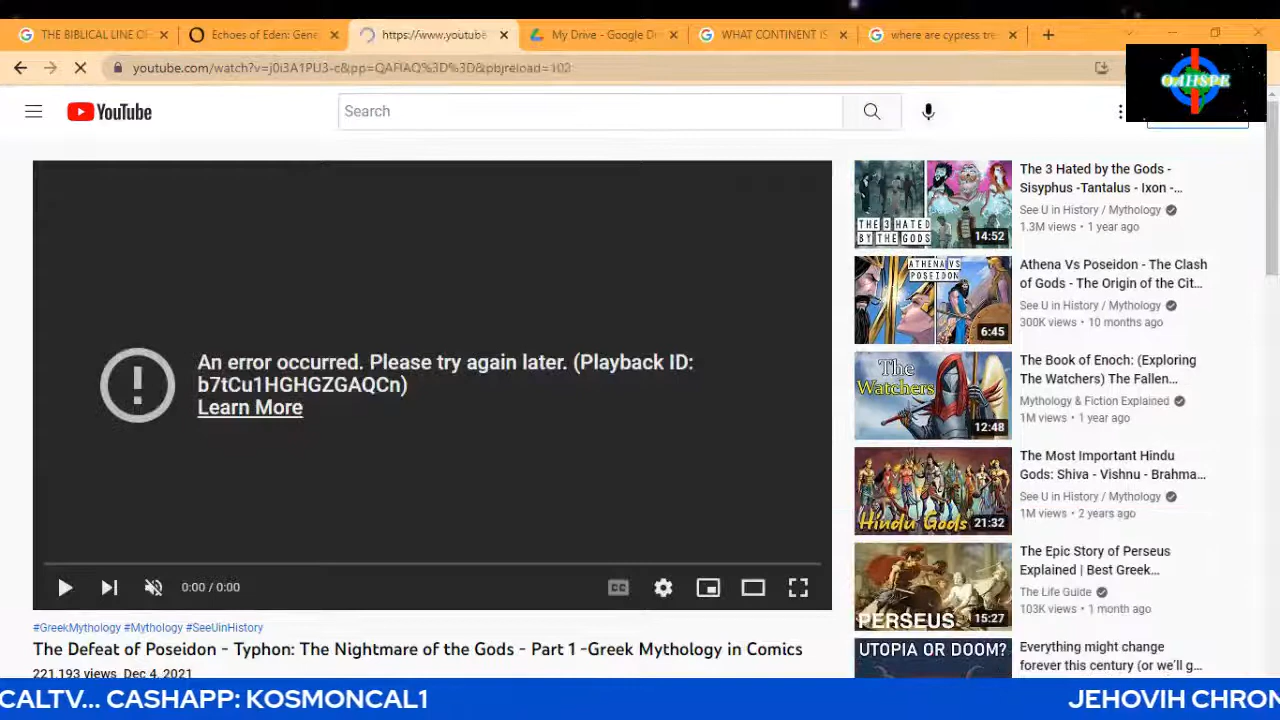 THE BIBLICAL LINE OF
Echoes of Eden: Gene
https://www.youtub
My Drive - Google Dr
WHAT CONTINENT IS
where are cypress tre
youtube.com/watch?v=j0i3A1PU3-c&pp=QAFIAQ%3D%3D&pbjreload=102
OAHSPE
YouTube
Search
An error occurred. Please try again later. (Playback ID:
b7tCu1HGHGZGAQCn)
Learn More
0:00 / 0:00
CC
#GreekMythology #Mythology #SeeUinHistory
The Defeat of Poseidon - Typhon: The Nightmare of the Gods - Part 1 -Greek Mythology in Comics
221,193 views Dec 4, 2021
THE 3 HATED
BY THE GODS
14:52
The 3 Hated by the Gods -
Sisyphus -Tantalus - Ixon -...
See U in History / Mythology
1.3M views • 1 year ago
ATHENA VS
POSEIDON
6:45
Athena Vs Poseidon - The Clash
of Gods - The Origin of the Cit...
See U in History / Mythology
300K views • 10 months ago
The
Watchers
12:48
The Book of Enoch: (Exploring
The Watchers) The Fallen...
Mythology & Fiction Explained
1M views • 1 year ago
Hindu Gods
21:32
The Most Important Hindu
Gods: Shiva - Vishnu - Brahma...
See U in History / Mythology
1M views • 2 years ago
PERSEUS
15:27
The Epic Story of Perseus
Explained | Best Greek...
The Life Guide
103K views • 1 month ago
UTOPIA OR DOOM?
Everything might change
forever this century (or we'll g...
CALTV... CASHAPP: KOSMONCAL1
JEHOVIH CHRON